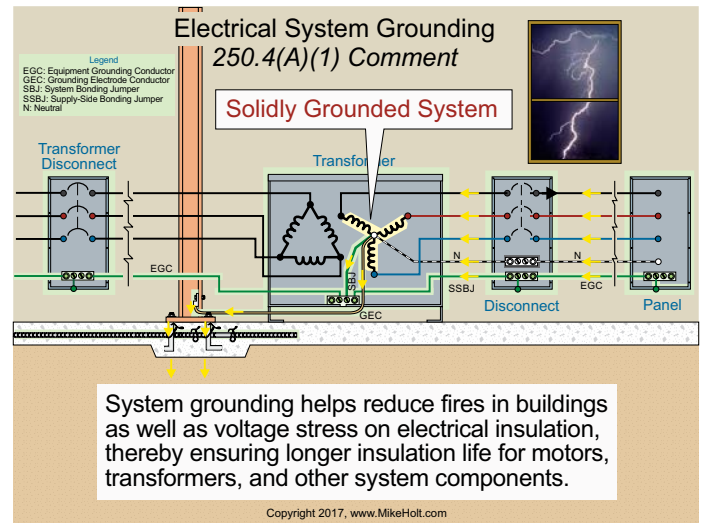 Electrical System Grounding
250.4(A)(1) Comment
Legend
EGC: Equipment Grounding Conductor
GEC: Grounding Electrode Conductor
SBJ: System Bonding Jumper
SSBJ: Supply-Side Bonding Jumper
N: Neutral
Solidly Grounded System
Transformer
Disconnect
Transformer
EGC
SBJ
GEC
N
SSBJ
Disconnect
N
EGC
Panel
System grounding helps reduce fires in buildings
as well as voltage stress on electrical insulation,
thereby ensuring longer insulation life for motors,
transformers, and other system components.
Copyright 2017, www.MikeHolt.com